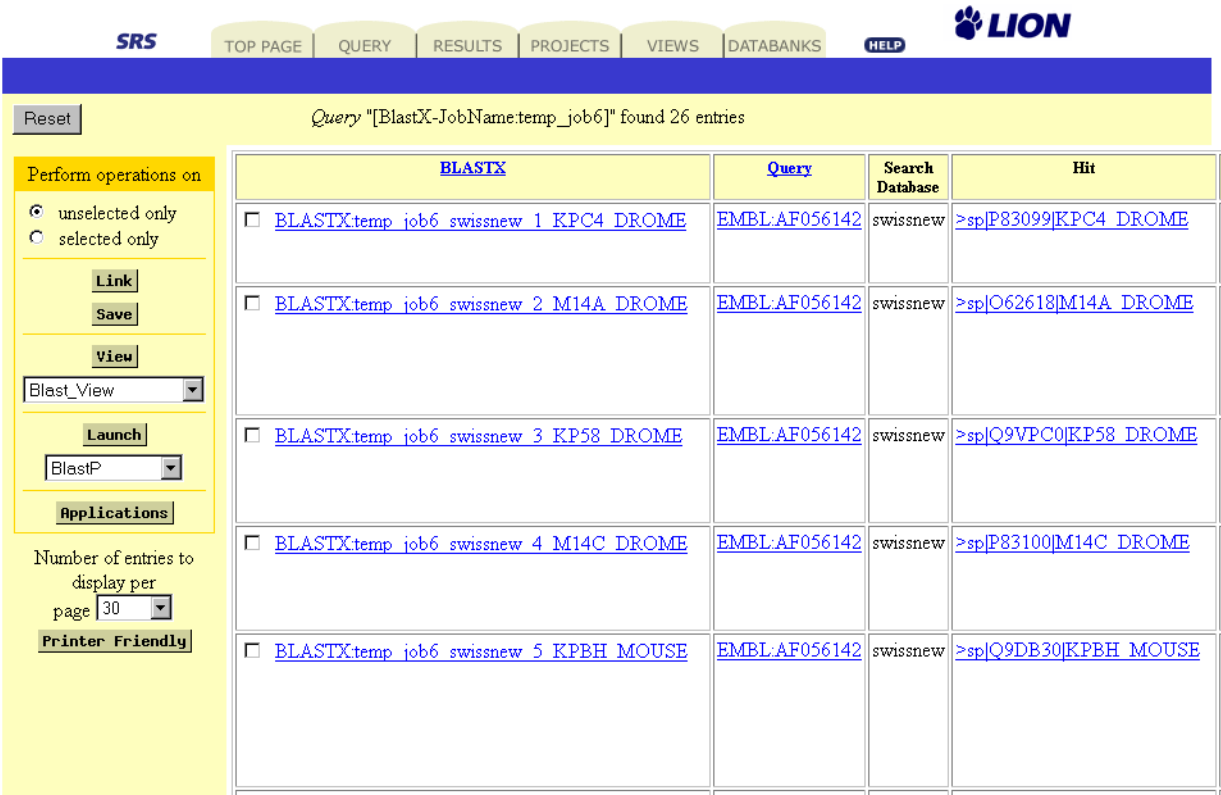 SRS
TOP PAGE
QUERY
RESULTS
PROJECTS
VIEWS
DATABANKS
HELP
LION
Reset
Query "[BlastX-JobName:temp_job6]" found 26 entries
Perform operations on
unselected only
selected only
Link
Save
View
Blast_View
Launch
BlastP
Applications
Number of entries to
display per
page 30
Printer Friendly
BLASTX Query Search Database Hit
BLASTX:temp_job6_swissnew_1_KPC4_DROME EMBL:AF056142 swissnew >sp|P83099|KPC4_DROME
BLASTX:temp_job6_swissnew_2_M14A_DROME EMBL:AF056142 swissnew >sp|O62618|M14A_DROME
BLASTX:temp_job6_swissnew_3_KP58_DROME EMBL:AF056142 swissnew >sp|Q9VPC0|KP58_DROME
BLASTX:temp_job6_swissnew_4_M14C_DROME EMBL:AF056142 swissnew >sp|P83100|M14C_DROME
BLASTX:temp_job6_swissnew_5_KPBH_MOUSE EMBL:AF056142 swissnew >sp|Q9DB30|KPBH_MOUSE